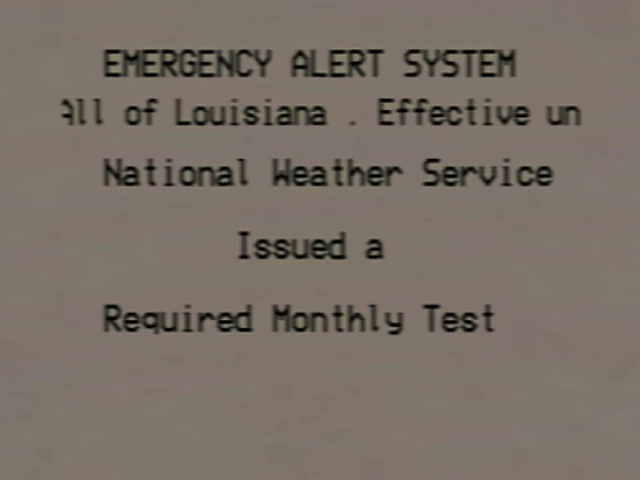 EMERGENCY ALERT SYSTEM
All of Louisiana . Effective un
National Weather Service
Issued a
Required Monthly Test